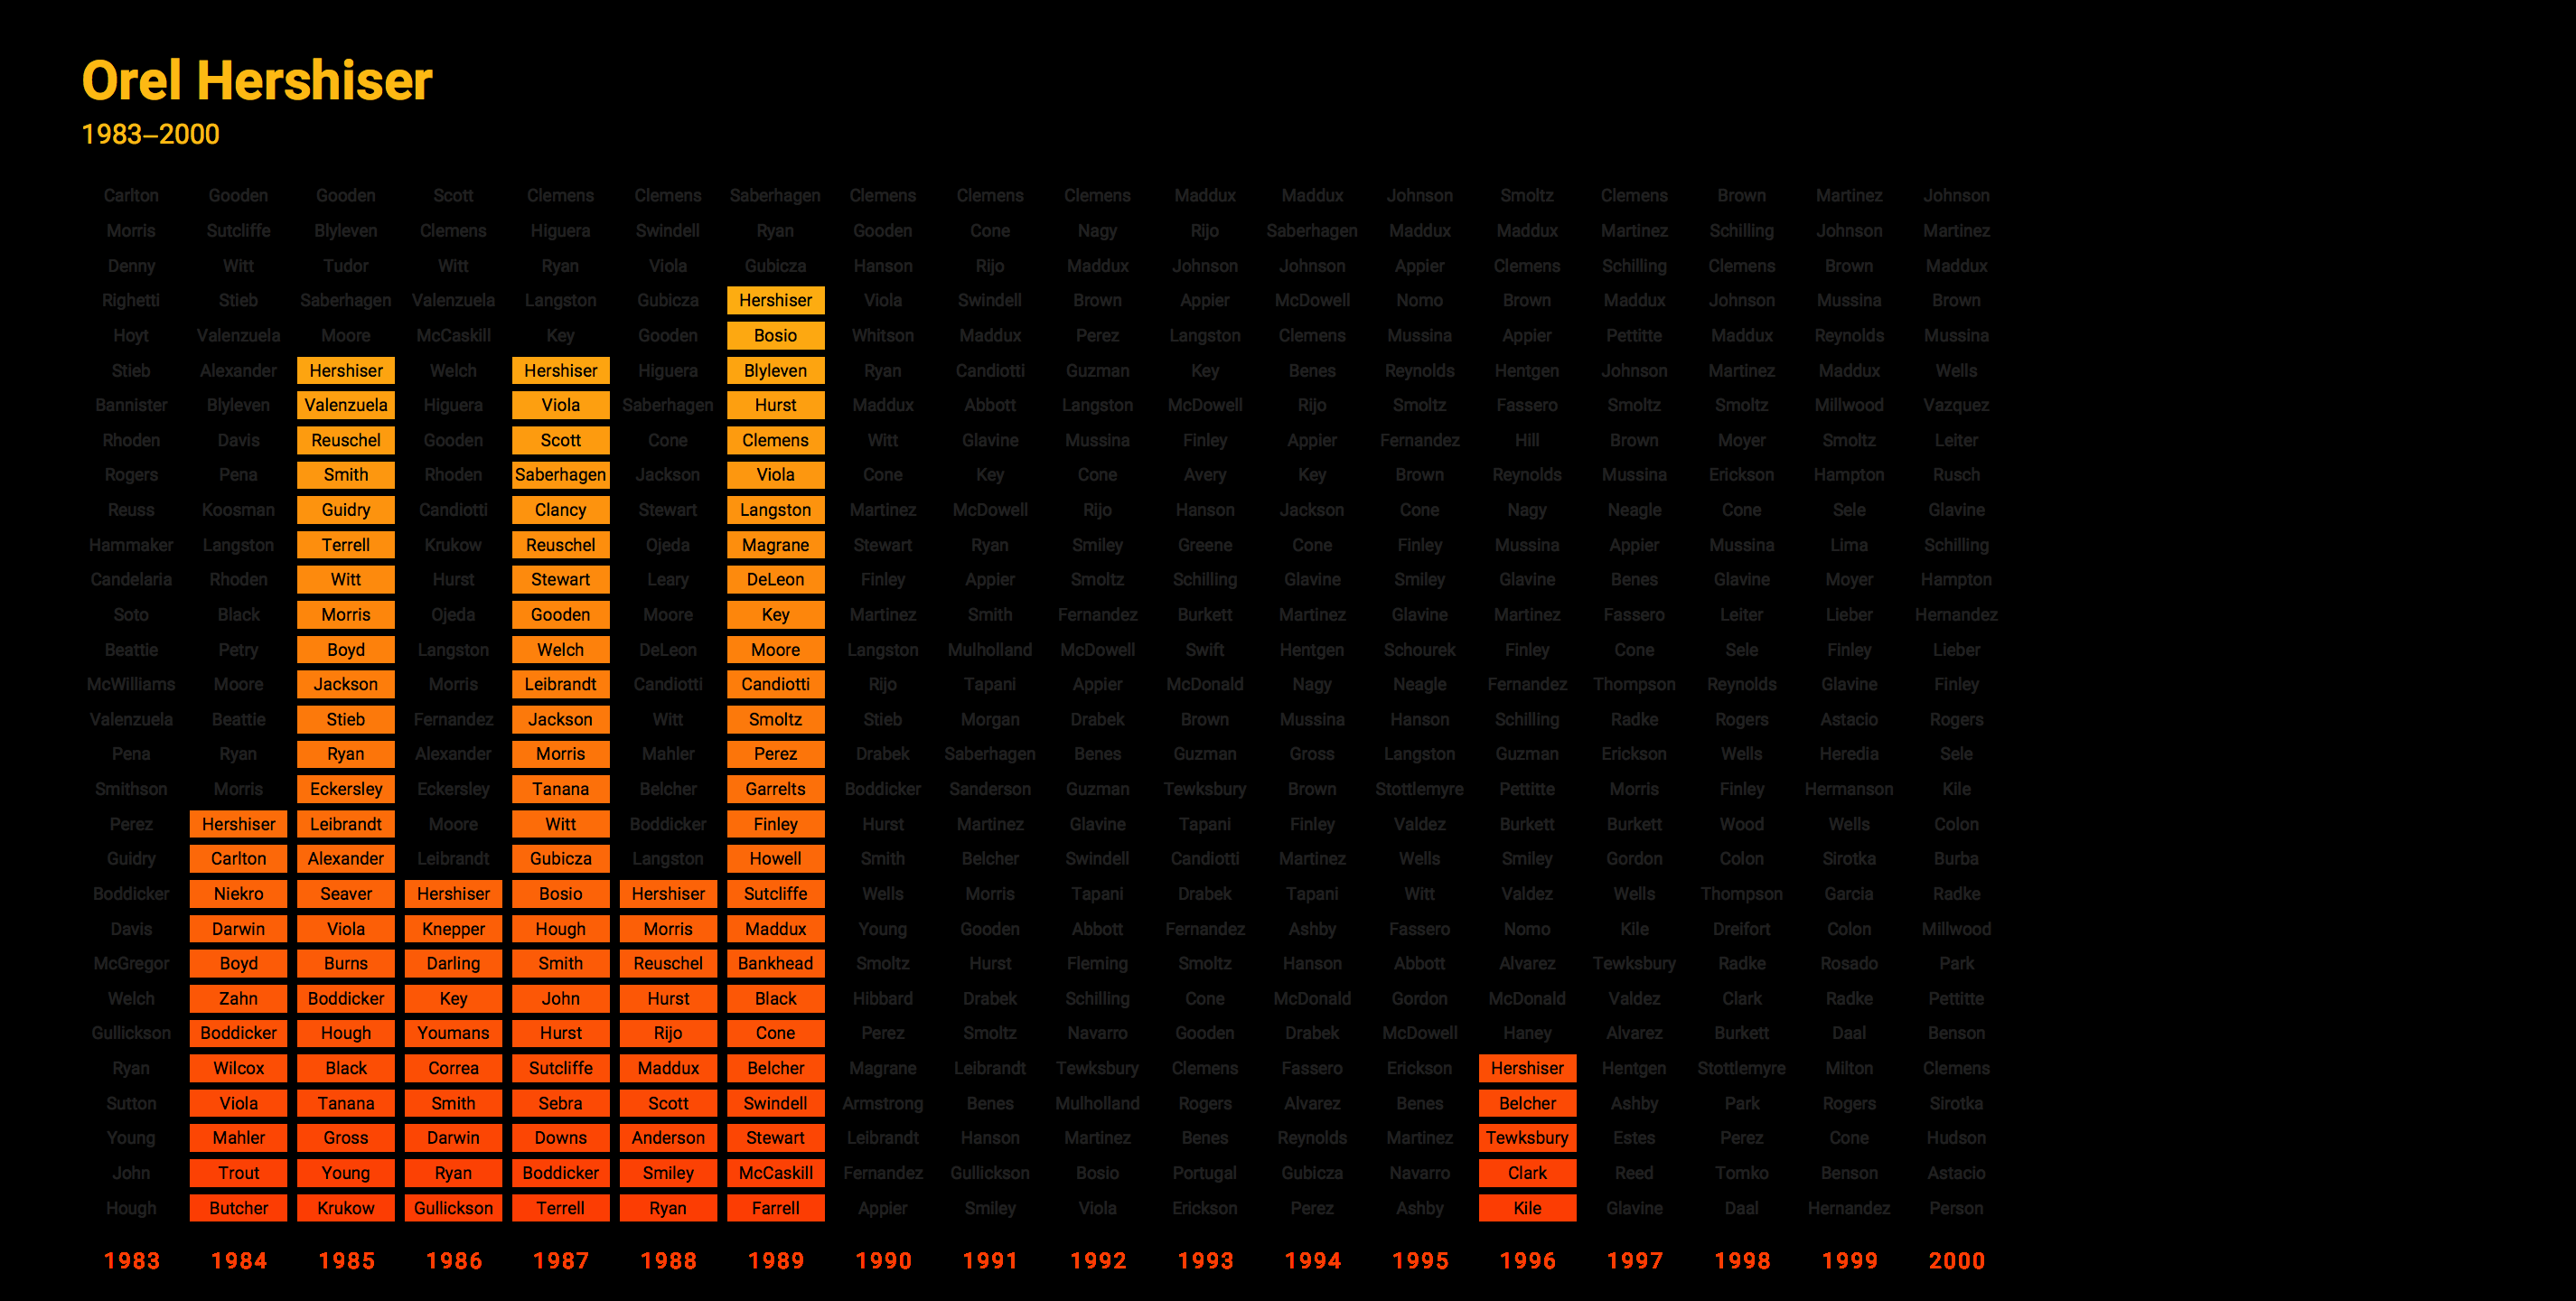 Orel Hershiser
1983–2000
Carlton Gooden Gooden Scott Clemens Clemens Saberhagen Clemens Clemens Clemens Maddux Maddux Johnson Smoltz Clemens Brown Martinez Johnson
Morris Sutcliffe Blyleven Clemens Higuera Swindell Ryan Gooden Cone Nagy Rijo Saberhagen Maddux Maddux Martinez Schilling Johnson Martinez
Denny Witt Tudor Witt Ryan Viola Gubicza Hanson Rijo Maddux Johnson Johnson Appier Clemens Schilling Clemens Brown Maddux
Righetti Stieb Saberhagen Valenzuela Langston Gubicza Hershiser Viola Swindell Brown Appier McDowell Nomo Brown Maddux Johnson Mussina Brown
Hoyt Valenzuela Moore McCaskill Key Gooden Bosio Whitson Maddux Perez Langston Clemens Mussina Appier Pettitte Maddux Reynolds Mussina
Stieb Alexander Hershiser Welch Hershiser Higuera Blyleven Ryan Candiotti Guzman Key Benes Reynolds Hentgen Johnson Martinez Maddux Wells
Bannister Blyleven Valenzuela Higuera Viola Saberhagen Hurst Maddux Abbott Langston McDowell Rijo Smoltz Fassero Smoltz Smoltz Millwood Vazquez
Rhoden Davis Reuschel Gooden Scott Cone Clemens Witt Glavine Mussina Finley Appier Fernandez Hill Brown Moyer Smoltz Leiter
Rogers Pena Smith Rhoden Saberhagen Jackson Viola Cone Key Cone Avery Key Brown Reynolds Mussina Erickson Hampton Rusch
Reuss Koosman Guidry Candiotti Clancy Stewart Langston Martinez McDowell Rijo Hanson Jackson Cone Nagy Neagle Cone Sele Glavine
Hammaker Langston Terrell Krukow Reuschel Ojeda Magrane Stewart Ryan Smiley Greene Cone Finley Mussina Appier Mussina Lima Schilling
Candelaria Rhoden Witt Hurst Stewart Leary DeLeon Finley Appier Smoltz Schilling Glavine Smiley Glavine Benes Glavine Moyer Hampton
Soto Black Morris Ojeda Gooden Moore Key Martinez Smith Fernandez Burkett Martinez Glavine Martinez Fassero Leiter Lieber Hernandez
Beattie Petry Boyd Langston Welch DeLeon Moore Langston Mulholland McDowell Swift Hentgen Schourek Finley Cone Sele Finley Lieber
McWilliams Moore Jackson Morris Leibrandt Candiotti Candiotti Rijo Tapani Appier McDonald Nagy Neagle Fernandez Thompson Reynolds Glavine Finley
Valenzuela Beattie Stieb Fernandez Jackson Witt Smoltz Stieb Morgan Drabek Brown Mussina Hanson Schilling Radke Rogers Astacio Rogers
Pena Ryan Ryan Alexander Morris Mahler Perez Drabek Saberhagen Benes Guzman Gross Langston Guzman Erickson Wells Heredia Sele
Smithson Morris Eckersley Eckersley Tanana Belcher Garrelts Boddicker Sanderson Guzman Tewksbury Brown Stottlemyre Pettitte Morris Finley Hermanson Kile
Perez Hershiser Leibrandt Moore Witt Boddicker Finley Hurst Martinez Glavine Tapani Finley Valdez Burkett Burkett Wood Wells Colon
Guidry Carlton Alexander Leibrandt Gubicza Langston Howell Smith Belcher Swindell Candiotti Martinez Wells Smiley Gordon Colon Sirotka Burba
Boddicker Niekro Seaver Hershiser Bosio Hershiser Sutcliffe Wells Morris Tapani Drabek Tapani Witt Valdez Wells Thompson Garcia Radke
Davis Darwin Viola Knepper Hough Morris Maddux Young Gooden Abbott Fernandez Ashby Fassero Nomo Kile Dreifort Colon Millwood
McGregor Boyd Burns Darling Smith Reuschel Bankhead Smoltz Hurst Fleming Smoltz Hanson Abbott Alvarez Tewksbury Radke Rosado Park
Welch Zahn Boddicker Key John Hurst Black Hibbard Drabek Schilling Cone McDonald Gordon McDonald Valdez Clark Radke Pettitte
Gullickson Boddicker Hough Youmans Hurst Rijo Cone Perez Smoltz Navarro Gooden Drabek McDowell Haney Alvarez Burkett Daal Benson
Ryan Wilcox Black Correa Sutcliffe Maddux Belcher Magrane Leibrandt Tewksbury Clemens Fassero Erickson Hershiser Hentgen Stottlemyre Milton Clemens
Sutton Viola Tanana Smith Sebra Scott Swindell Armstrong Benes Mulholland Rogers Alvarez Benes Belcher Ashby Park Rogers Sirotka
Young Mahler Gross Darwin Downs Anderson Stewart Leibrandt Hanson Martinez Benes Reynolds Martinez Tewksbury Estes Perez Cone Hudson
John Trout Young Ryan Boddicker Smiley McCaskill Fernandez Gullickson Bosio Portugal Gubicza Navarro Clark Reed Tomko Benson Astacio
Hough Butcher Krukow Gullickson Terrell Ryan Farrell Appier Smiley Viola Erickson Perez Ashby Kile Glavine Daal Hernandez Person
1983 1984 1985 1986 1987 1988 1989 1990 1991 1992 1993 1994 1995 1996 1997 1998 1999 2000